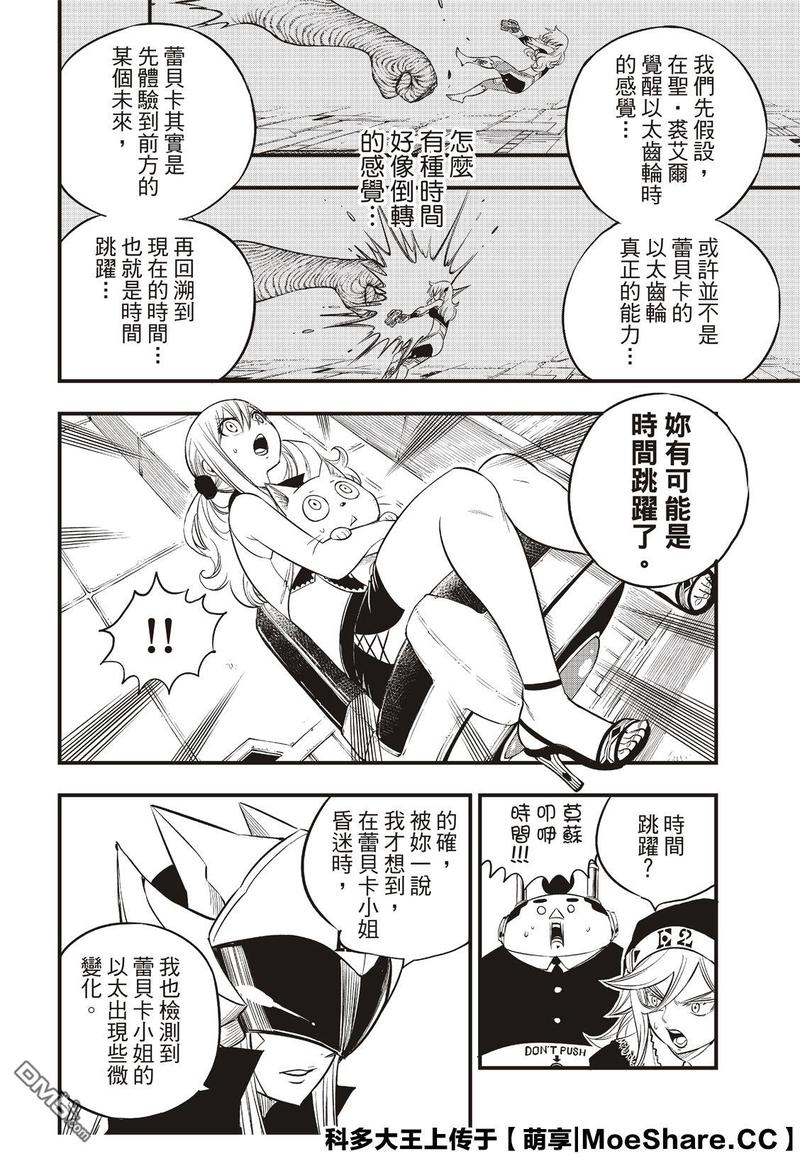 我們先假設，
在聖·裘艾爾
覺醒以太齒輪時
的感覺…
或許並不是
蕾貝卡的
以太齒輪
真正的能力…
怎麼
有種時間
好像倒轉
的感覺…
蕾貝卡其實是
先體驗到前方的
某個未來，
再回溯到
現在的時間…
也就是時間
跳躍…
妳有可能是
時間跳躍了。
!!
時間
跳躍?
莫蘇
叩咿
時間!!!
E2
DON'T PUSH
的確，
被妳一說
我才想到，
在蕾貝卡小姐
昏迷時，
我也檢測到
蕾貝卡小姐的
以太出現些微
變化。
DM5.com
科多大王上传于【萌享|MoeShare.CC】